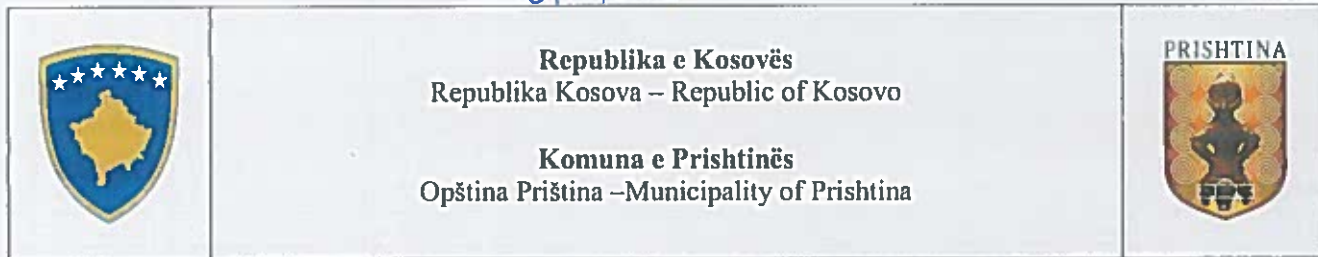 Republika e Kosovës
Republika Kosova – Republic of Kosovo
Komuna e Prishtinës
Opština Priština –Municipality of Prishtina
PRISHTINA